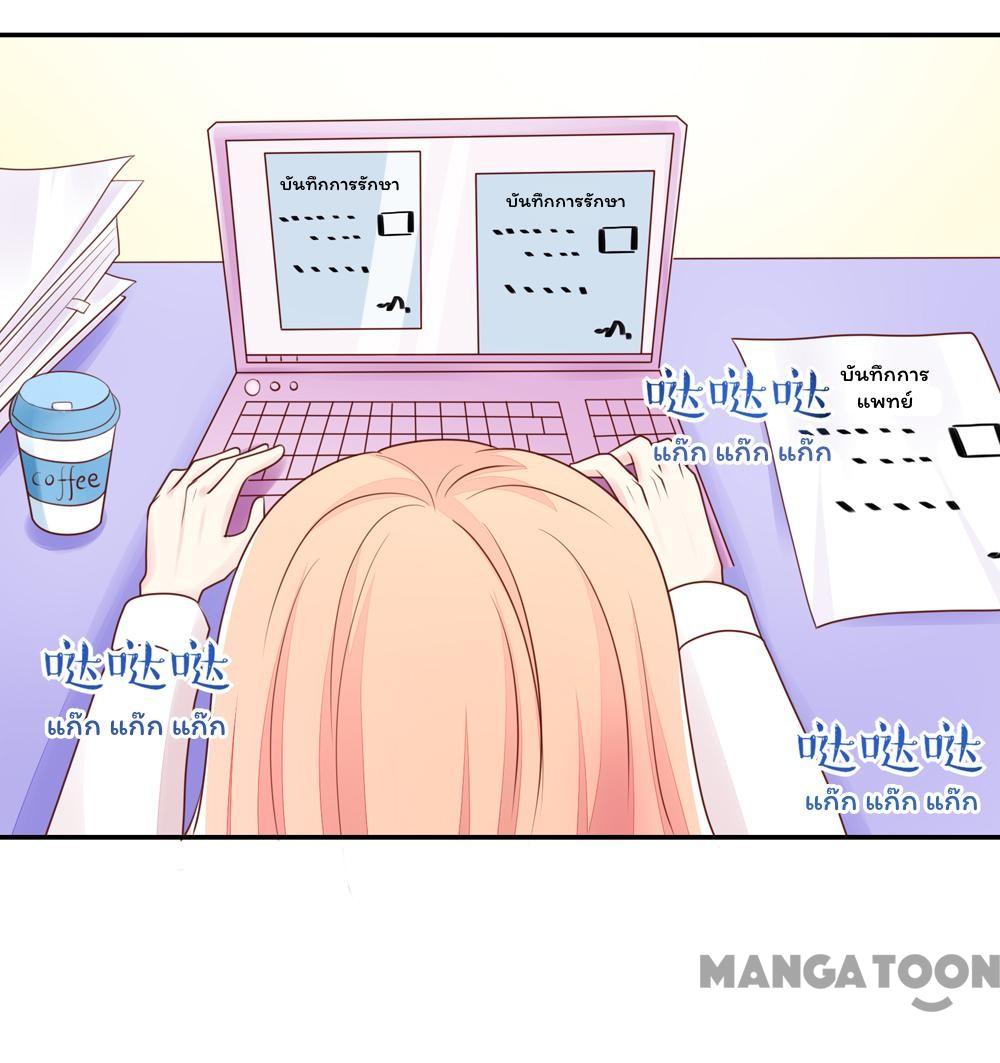 บันทึกการรักษา
บันทึกการรักษา
บันทึกการ
แพทย์
哒哒哒
แก๊ก แก๊ก แก๊ก
coffee
哒哒哒
แก๊ก แก๊ก แก๊ก
哒哒哒
แก๊ก แก๊ก แก๊ก
MANGATOON